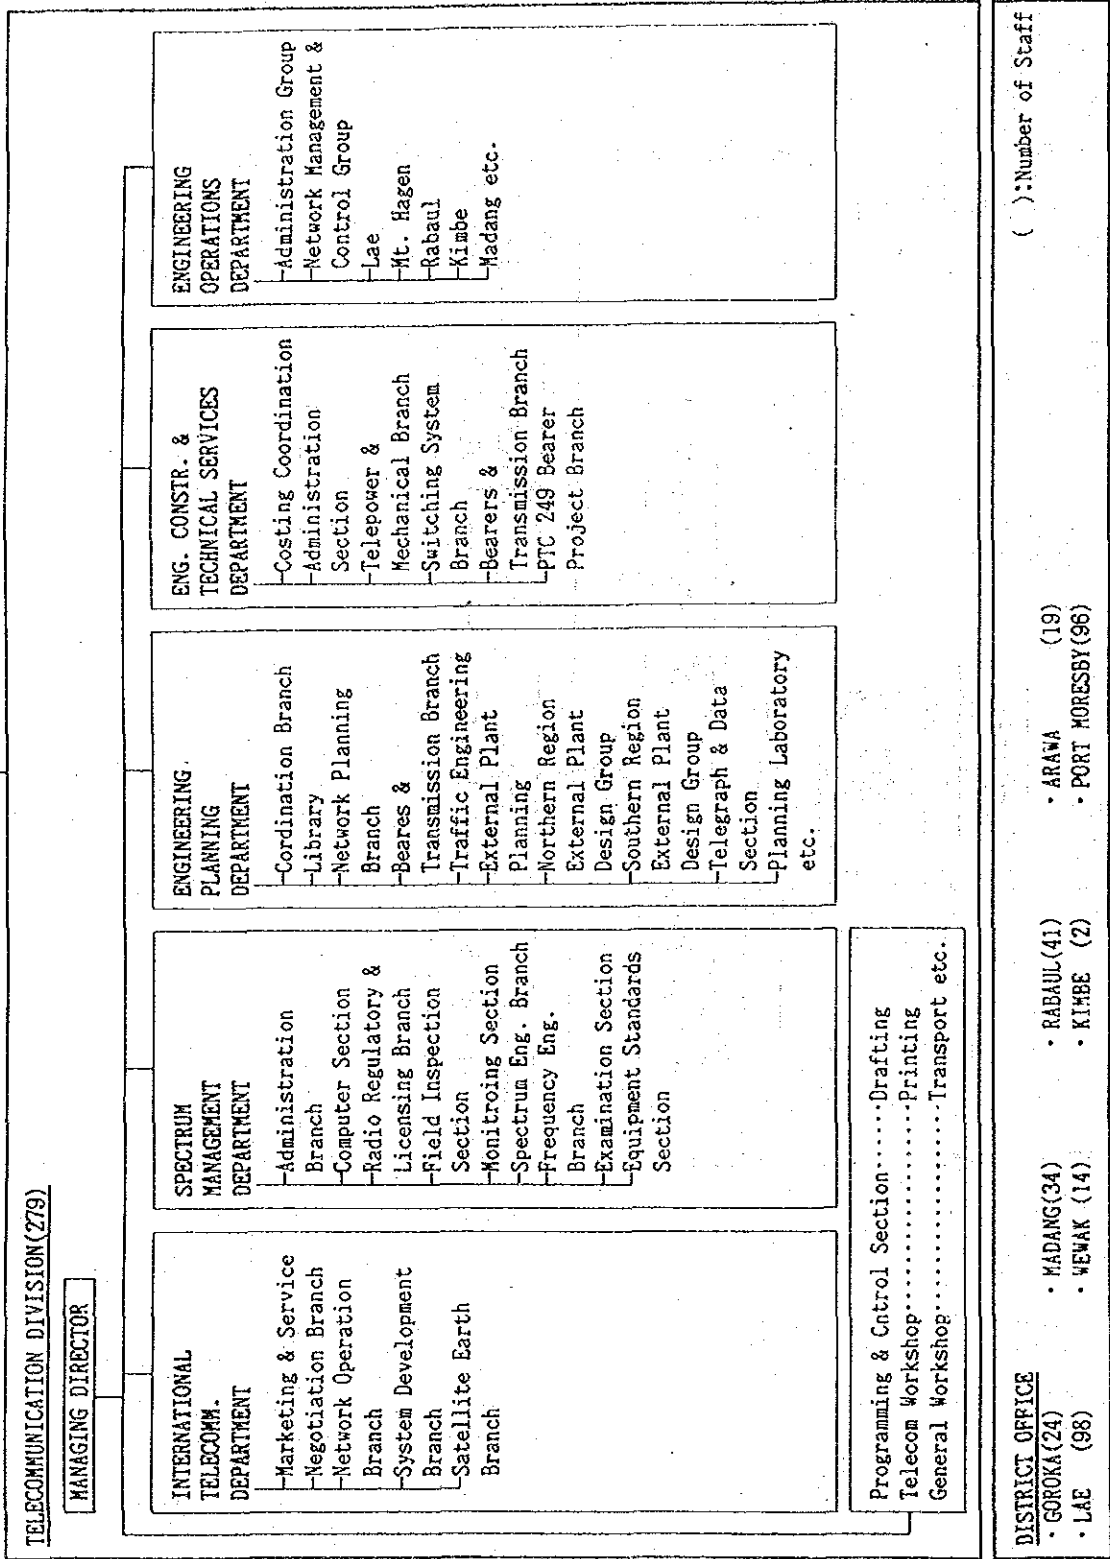 TELECOMMUNICATION DIVISION(279)
MANAGING DIRECTOR
INTERNATIONAL
TELECOMM.
DEPARTMENT
Marketing & Service
Negotiation Branch
Network Operation
Branch
System Development
Branch
Satellite Earth
Branch
SPECTRUM
MANAGEMENT
DEPARTMENT
Administration
Branch
Computer Section
Radio Regulatory &
Licensing Branch
Field Inspection
Section
Monitroing Section
Spectrum Eng. Branch
Frequency Eng.
Branch
Examination Section
Equipment Standards
Section
ENGINEERING
PLANNING
DEPARTMENT
Cordination Branch
Library
Network Planning
Branch
Beares &
Transmission Branch
Traffic Engineering
External Plant
Planning
Northern Region
External Plant
Design Group
Southern Region
External Plant
Design Group
Telegraph & Data
Section
Planning Laboratory
etc.
ENG. CONSTR. &
TECHNICAL SERVICES
DEPARTMENT
Costing Coordination
Administration
Section
Telepower &
Mechanical Branch
Switching System
Branch
Bearers &
Transmission Branch
PTC 249 Bearer
Project Branch
ENGINEERING
OPERATIONS
DEPARTMENT
Administration Group
Network Management &
Control Group
Lae
Mt. Hagen
Rabaul
Kimbe
Madang etc.
Programming & Cntrol Section······Drafting
Telecom Workshop················Printing
General Workshop················Transport etc.
DISTRICT OFFICE
· GOROKA(24) · MADANG(34) · RABAUL(41) · ARAWA (19) ( ):Number of Staff
· LAE (98) · WEWAK (14) · KIMBE (2) · PORT MORESBY(96)